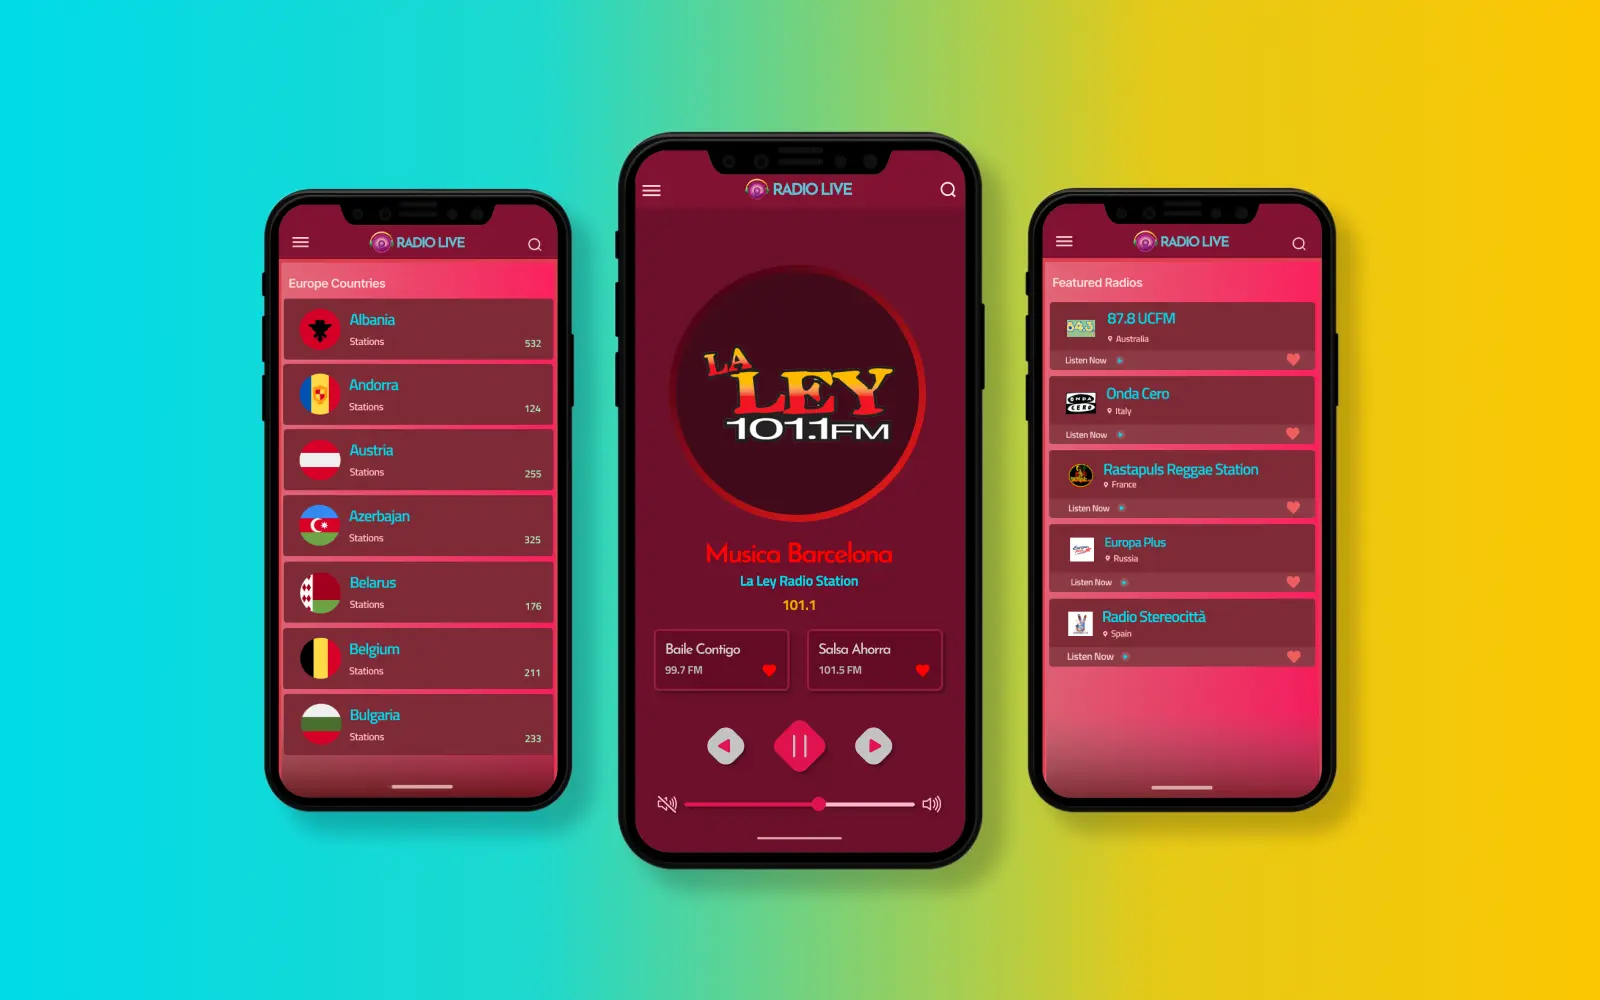 RADIO LIVE
Europe Countries
Albania
Stations
532
Andorra
Stations
124
Austria
Stations
255
Azerbajan
Stations
325
Belarus
Stations
176
Belgium
Stations
211
Bulgaria
Stations
233
RADIO LIVE
LA
LEY
101.1FM
Musica Barcelona
La Ley Radio Station
101.1
Baile Contigo
99.7 FM
Salsa Ahorra
101.5 FM
RADIO LIVE
Featured Radios
87.8 UCFM
Australia
Listen Now
Onda Cero
ONDA
CERO
Italy
Listen Now
Rastapuls Reggae Station
France
Listen Now
Europa Plus
Russia
Listen Now
Radio Stereocittà
Spain
Listen Now